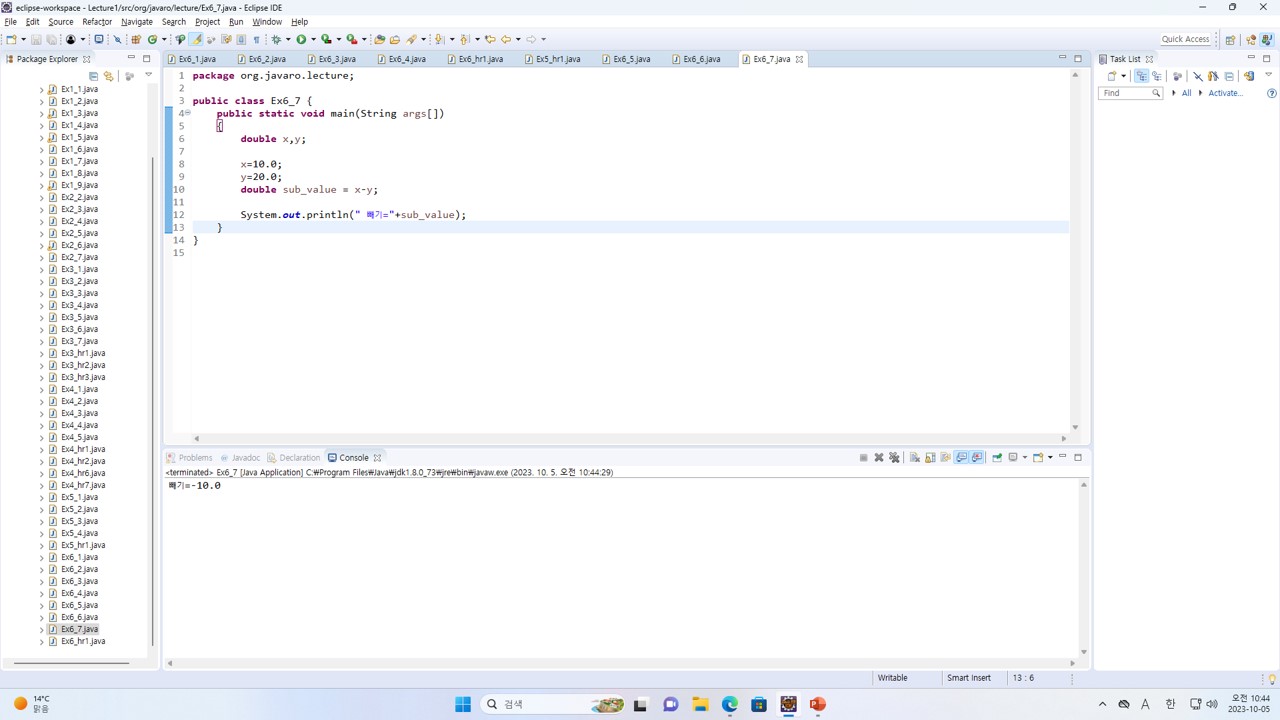 eclipse-workspace - Lecture1/src/org/javaro/lecture/Ex6_7.java - Eclipse IDE
File Edit Source Refactor Navigate Search Project Run Window Help
Quick Access
Package Explorer
Ex6_1.java Ex6_2.java Ex6_3.java Ex6_4.java Ex6_hr1.java Ex5_hr1.java Ex6_5.java Ex6_6.java Ex6_7.java
Task List
Find All Activate...
Ex1_1.java
Ex1_2.java
Ex1_3.java
Ex1_4.java
Ex1_5.java
Ex1_6.java
Ex1_7.java
Ex1_8.java
Ex1_9.java
Ex2_2.java
Ex2_3.java
Ex2_4.java
Ex2_5.java
Ex2_6.java
Ex2_7.java
Ex3_1.java
Ex3_2.java
Ex3_3.java
Ex3_4.java
Ex3_5.java
Ex3_6.java
Ex3_7.java
Ex3_hr1.java
Ex3_hr2.java
Ex3_hr3.java
Ex4_1.java
Ex4_2.java
Ex4_3.java
Ex4_4.java
Ex4_5.java
Ex4_hr1.java
Ex4_hr2.java
Ex4_hr6.java
Ex4_hr7.java
Ex5_1.java
Ex5_2.java
Ex5_3.java
Ex5_4.java
Ex5_hr1.java
Ex6_1.java
Ex6_2.java
Ex6_3.java
Ex6_4.java
Ex6_5.java
Ex6_6.java
Ex6_7.java
Ex6_hr1.java
1 package org.javaro.lecture;
2
3 public class Ex6_7 {
4 public static void main(String args[])
5 {
6 double x,y;
7
8 x=10.0;
9 y=20.0;
10 double sub_value = x-y;
11
12 System.out.println(" 빼기="+sub_value);
13 }
14 }
15
Problems Javadoc Declaration Console
<terminated> Ex6_7 [Java Application] C:₩Program Files₩Java₩jdk1.8.0_73₩jre₩bin₩javaw.exe (2023. 10. 5. 오전 10:44:29)
빼기=-10.0
Writable Smart Insert 13 : 6
14°C
맑음
검색
A 한
오전 10:44
2023-10-05